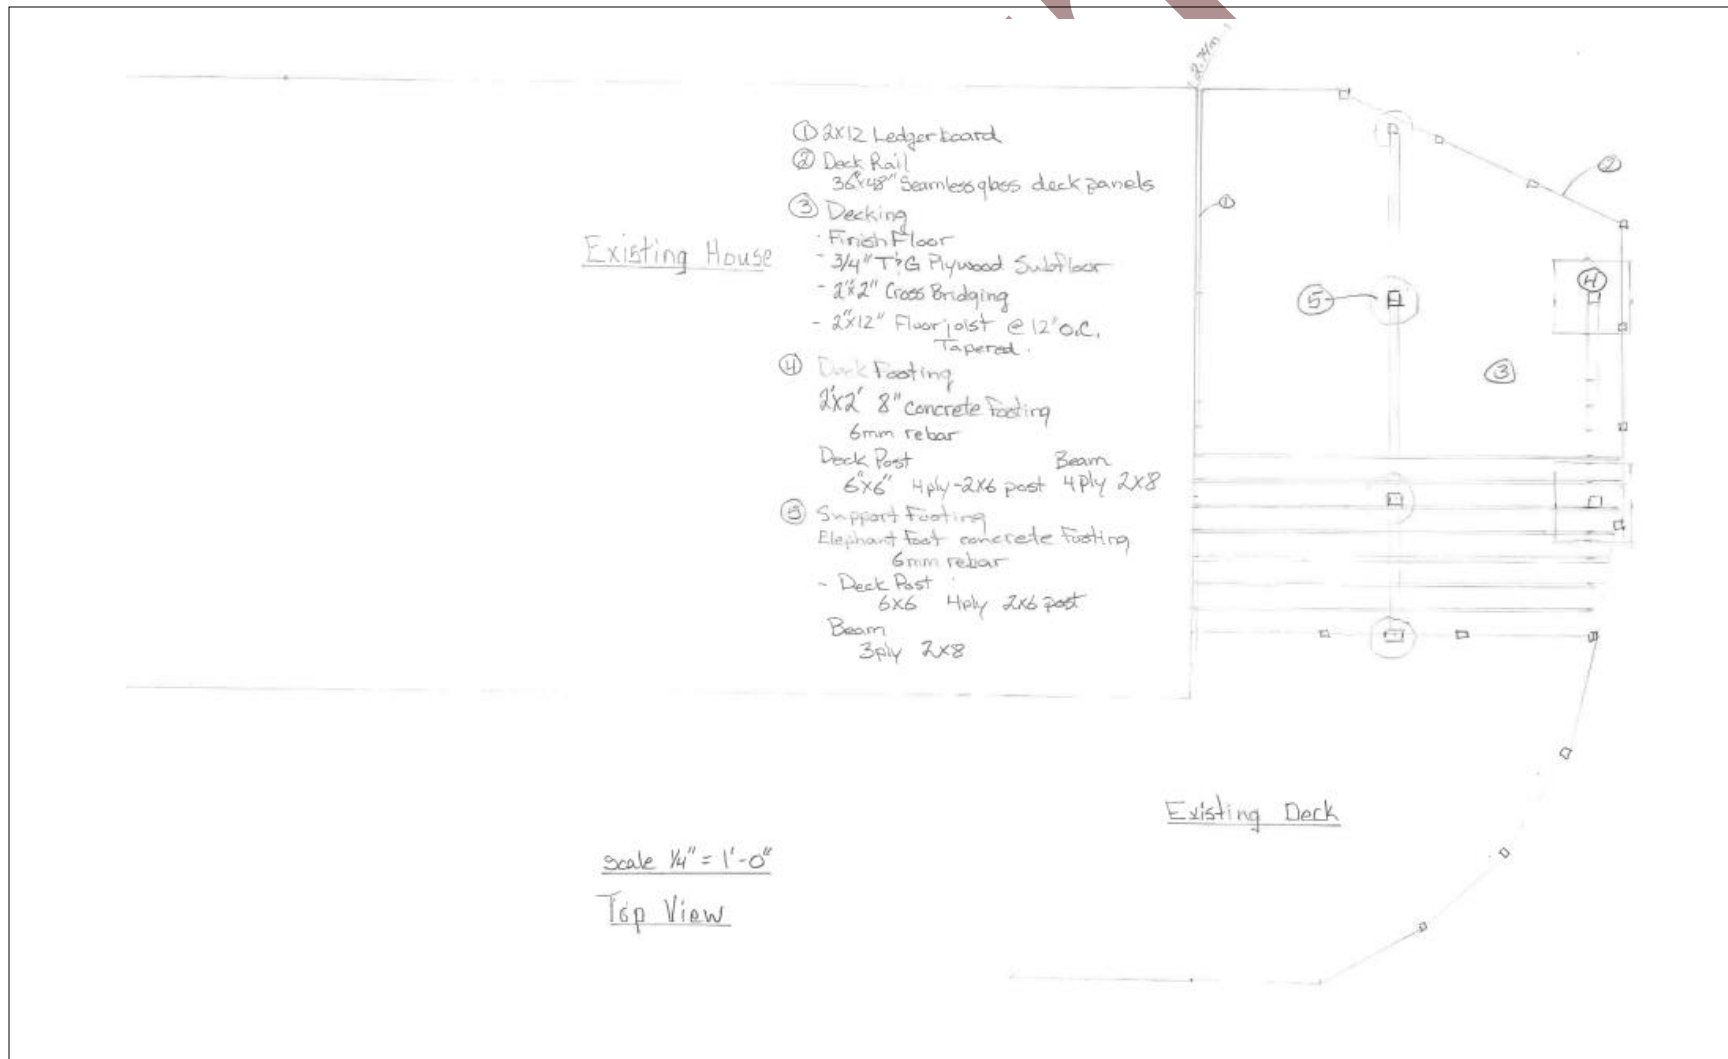 2.74m
① 2X12 Ledgerboard
② Deck Rail
36"x48" Seamless glass deck panels
③ Decking
- Finish Floor
- 3/4" T&G Plywood Subfloor
- 2"x2" Cross Bridging
- 2"x12" Floor joist @ 12" O.C.
Tapered.
④ Deck Footing
2'x2' 8" concrete footing
6mm rebar
Deck Post Beam
6"x6" 4ply-2x6 post 4ply 2x8
⑤ Support Footing
Elephant foot concrete footing
6mm rebar
- Deck Post
6x6 4ply 2x6 post
Beam
3ply 2x8
Existing House
①
②
④
⑤
③
Existing Deck
scale 1/4" = 1'-0"
Top View